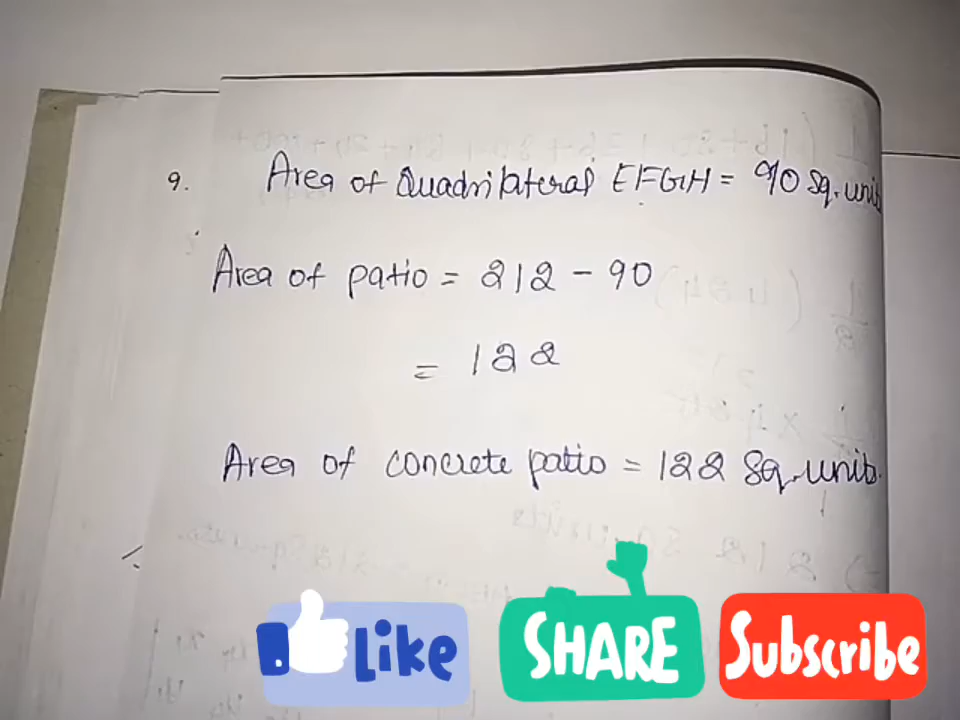 9. Area of Quadrilateral EFGH = 90 Sq. units
Area of patio = 212 - 90
= 122
Area of concrete patio = 122 Sq. units.
Like SHARE Subscribe